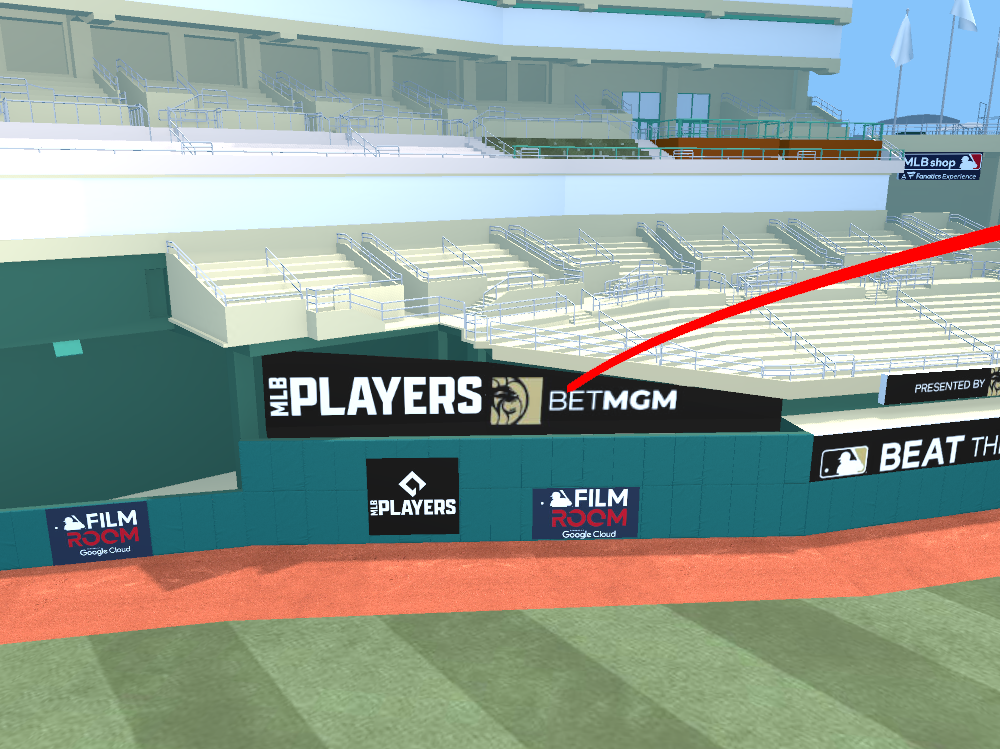 MLB shop
A Fanatics Experience
MLB PLAYERS BETMGM
PRESENTED BY
BEAT TH
MLB PLAYERS
FILM
ROOM
Google Cloud
FILM
ROOM
Google Cloud